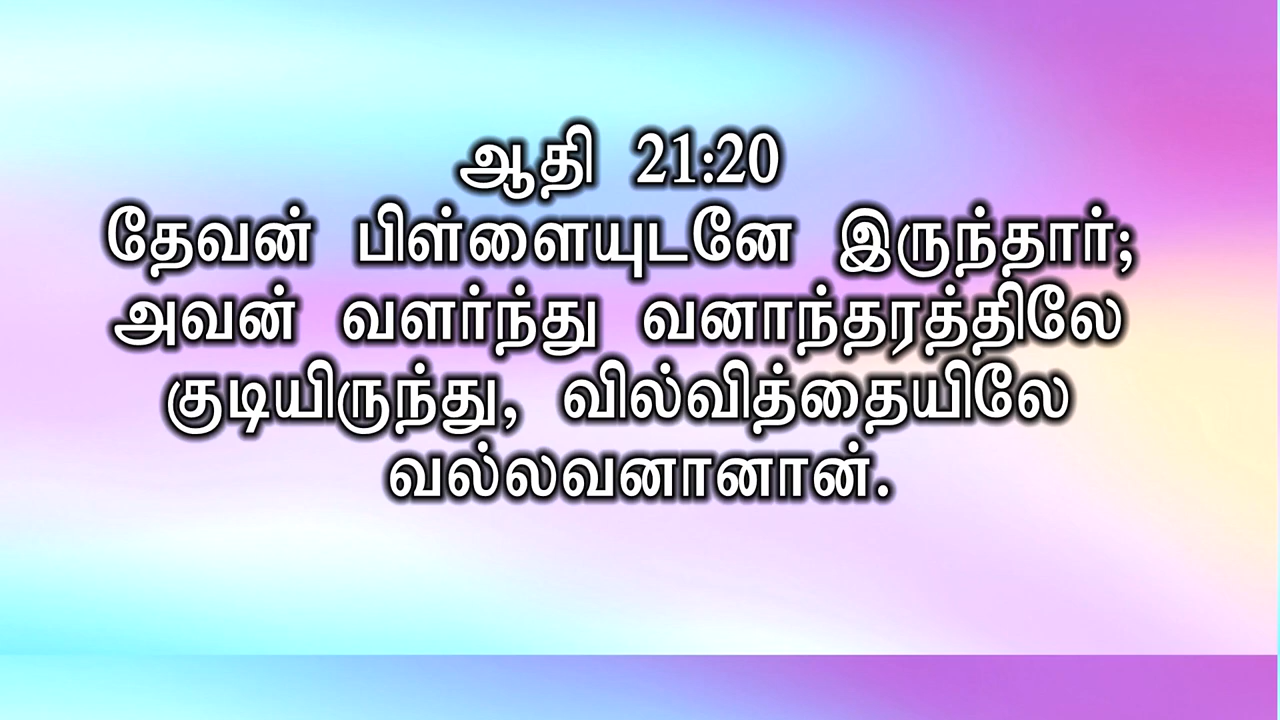 ஆதி 21:20
தேவன் பிள்ளையுடனே இருந்தார்;
அவன் வளர்ந்து வனாந்தரத்திலே
குடியிருந்து, வில்வித்தையிலே
வல்லவனானான்.